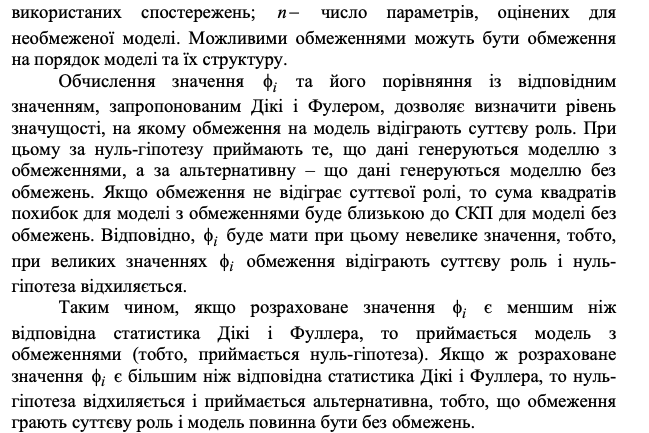 використаних спостережень; n– число параметрів, оцінених для
необмеженої моделі. Можливими обмеженнями можуть бути обмеження
на порядок моделі та їх структуру.
Обчислення значення ϕi та його порівняння із відповідним
значенням, запропонованим Дікі і Фулером, дозволяє визначити рівень
значущості, на якому обмеження на модель відіграють суттєву роль. При
цьому за нуль-гіпотезу приймають те, що дані генеруються моделлю з
обмеженнями, а за альтернативну – що дані генеруються моделлю без
обмежень. Якщо обмеження не відіграє суттєвої ролі, то сума квадратів
похибок для моделі з обмеженнями буде близькою до СКП для моделі без
обмежень. Відповідно, ϕi буде мати при цьому невелике значення, тобто,
при великих значеннях ϕi обмеження відіграють суттєву роль і нуль-
гіпотеза відхиляється.
Таким чином, якщо розраховане значення ϕi є меншим ніж
відповідна статистика Дікі і Фуллера, то приймається модель з
обмеженнями (тобто, приймається нуль-гіпотеза). Якщо ж розраховане
значення ϕi є більшим ніж відповідна статистика Дікі і Фуллера, то нуль-
гіпотеза відхиляється і приймається альтернативна, тобто, що обмеження
грають суттєву роль і модель повинна бути без обмежень.